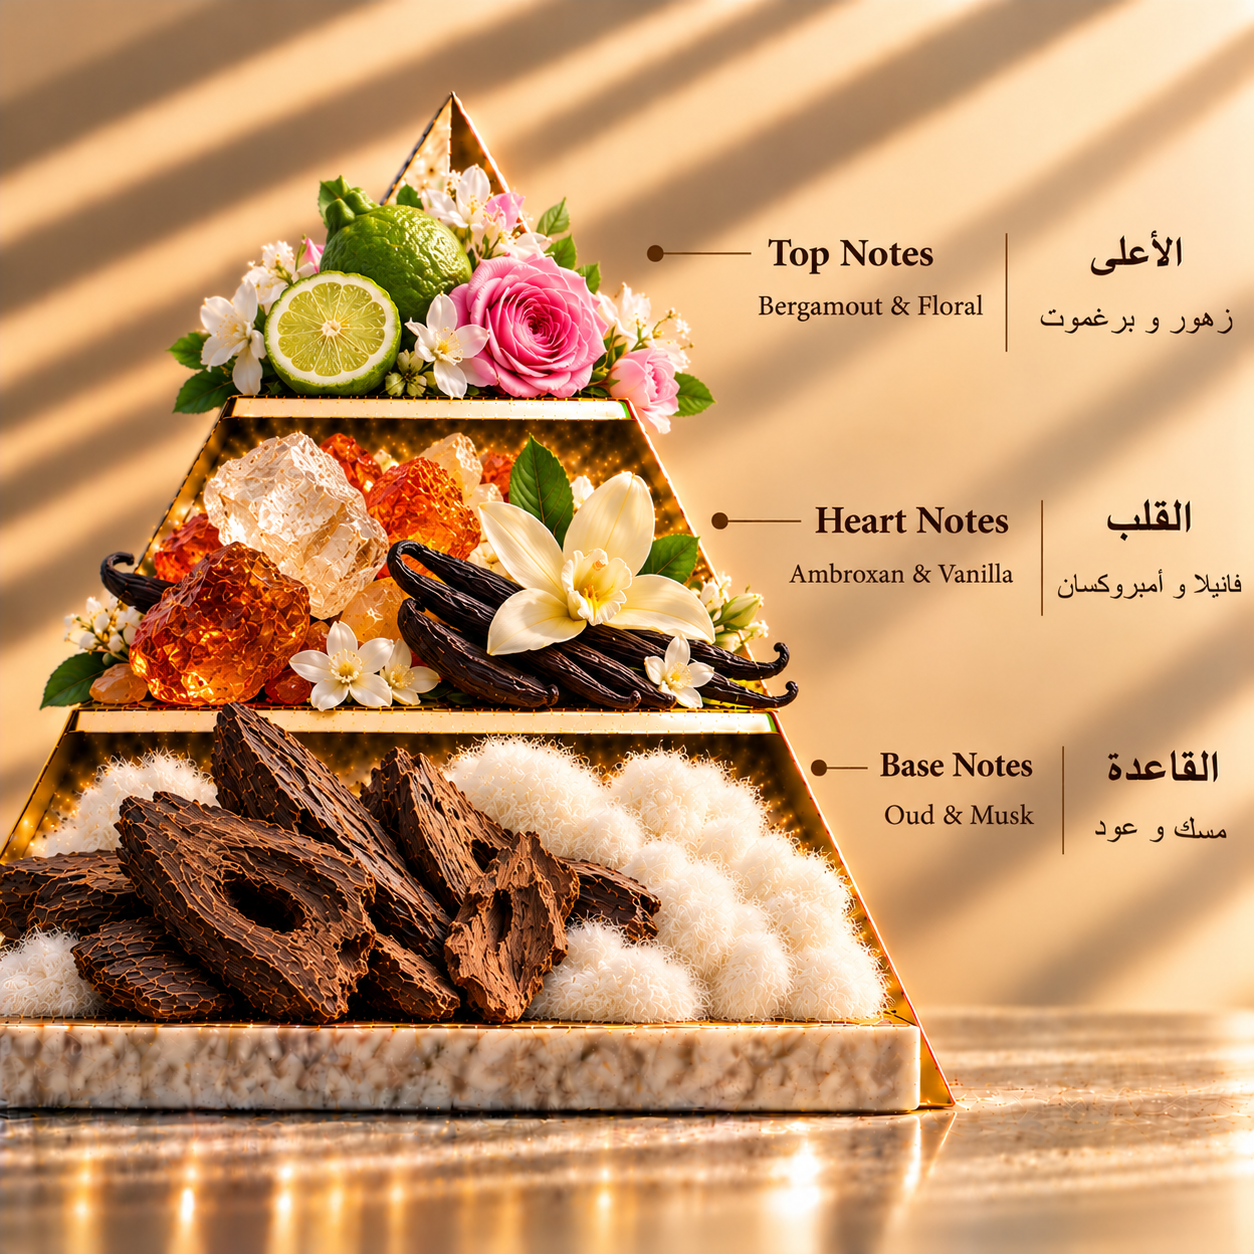 Top Notes
Bergamout & Floral
الأعلى
زهور و برغموت
Heart Notes
Ambroxan & Vanilla
القلب
فانيلا و أمبروكسان
Base Notes
Oud & Musk
القاعدة
مسك و عود